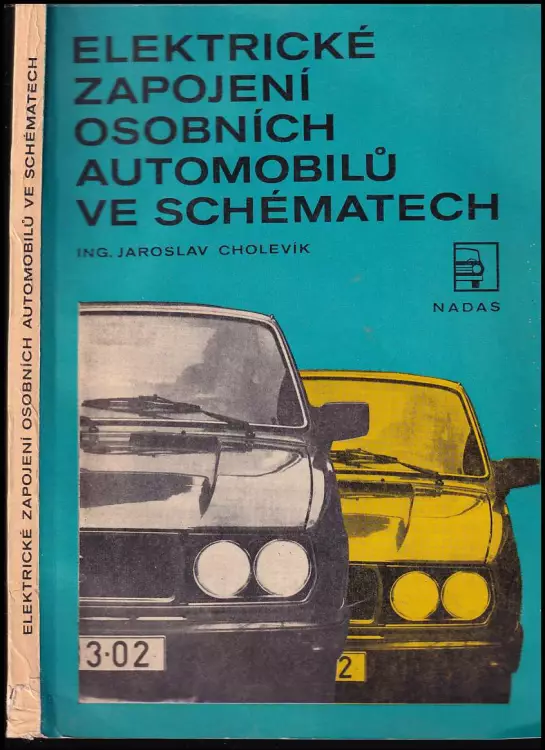 ELEKTRICKÉ ZAPOJENÍ OSOBNÍCH AUTOMOBILŮ VE SCHÉMATECH
ELEKTRICKÉ
ZAPOJENÍ
OSOBNÍCH
AUTOMOBILŮ
VE SCHÉMATECH
ING. JAROSLAV CHOLEVÍK
NADAS
3·02
2